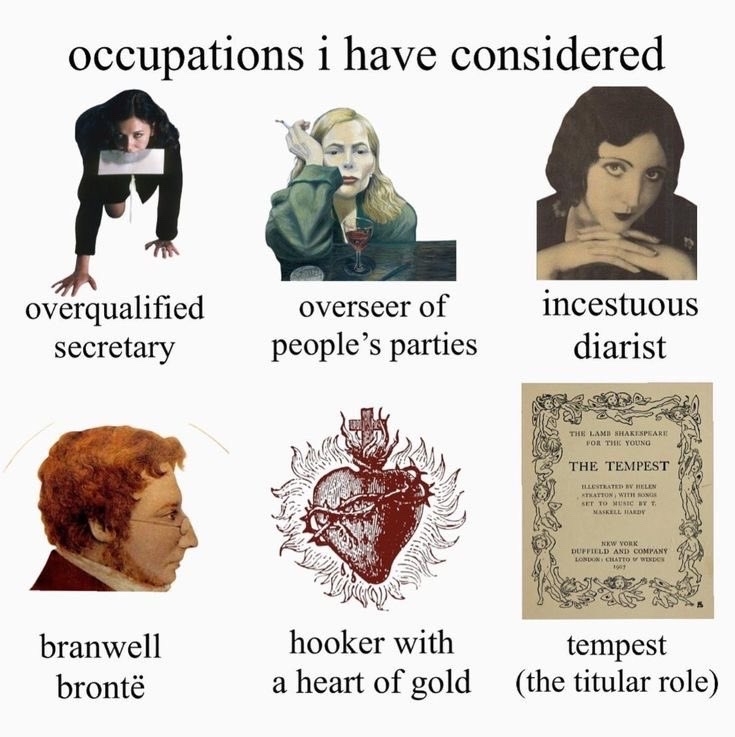 occupations i have considered
overqualified
secretary
overseer of
people's parties
incestuous
diarist
THE LAMB SHAKESPEARE
FOR THE YOUNG
THE TEMPEST
ILLUSTRATED BY HELEN
STRATTON; WITH SONGS
SET TO MUSIC BY T.
MASKELL HARDY
NEW YORK
DUFFIELD AND COMPANY
LONDON: CHATTO & WINDUS
1907
branwell
brontë
hooker with
a heart of gold
tempest
(the titular role)